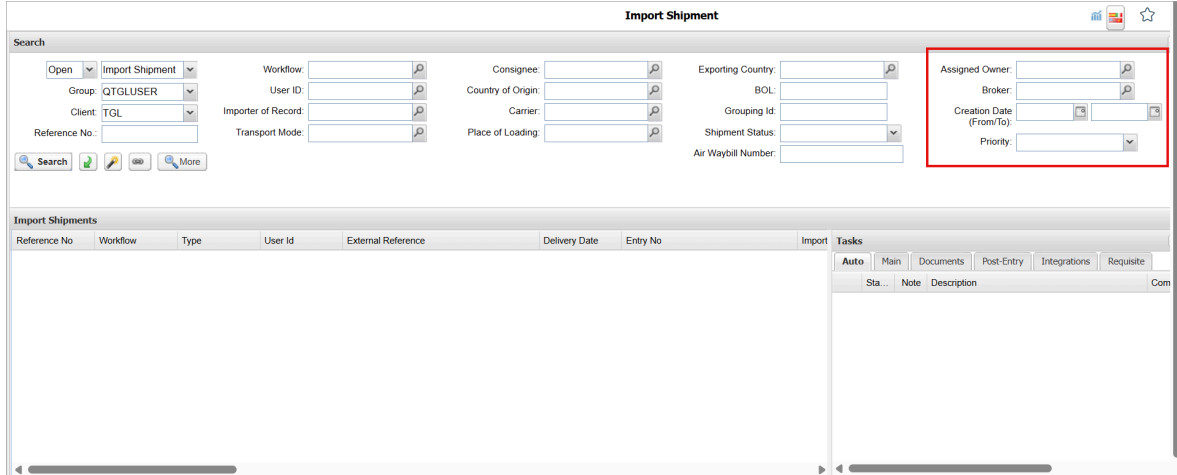 Import Shipment
Search
Open Import Shipment Workflow: Consignee: Exporting Country: Assigned Owner:
Group: QTGLUSER User ID: Country of Origin: BOL: Broker:
Client: TGL Importer of Record: Carrier: Grouping Id: Creation Date
(From/To):
Reference No.: Transport Mode: Place of Loading: Shipment Status: Priority:
Air Waybill Number:
Search More
Import Shipments
Reference No Workflow Type User Id External Reference Delivery Date Entry No Import Tasks
Auto Main Documents Post-Entry Integrations Requisite
Sta... Note Description Com